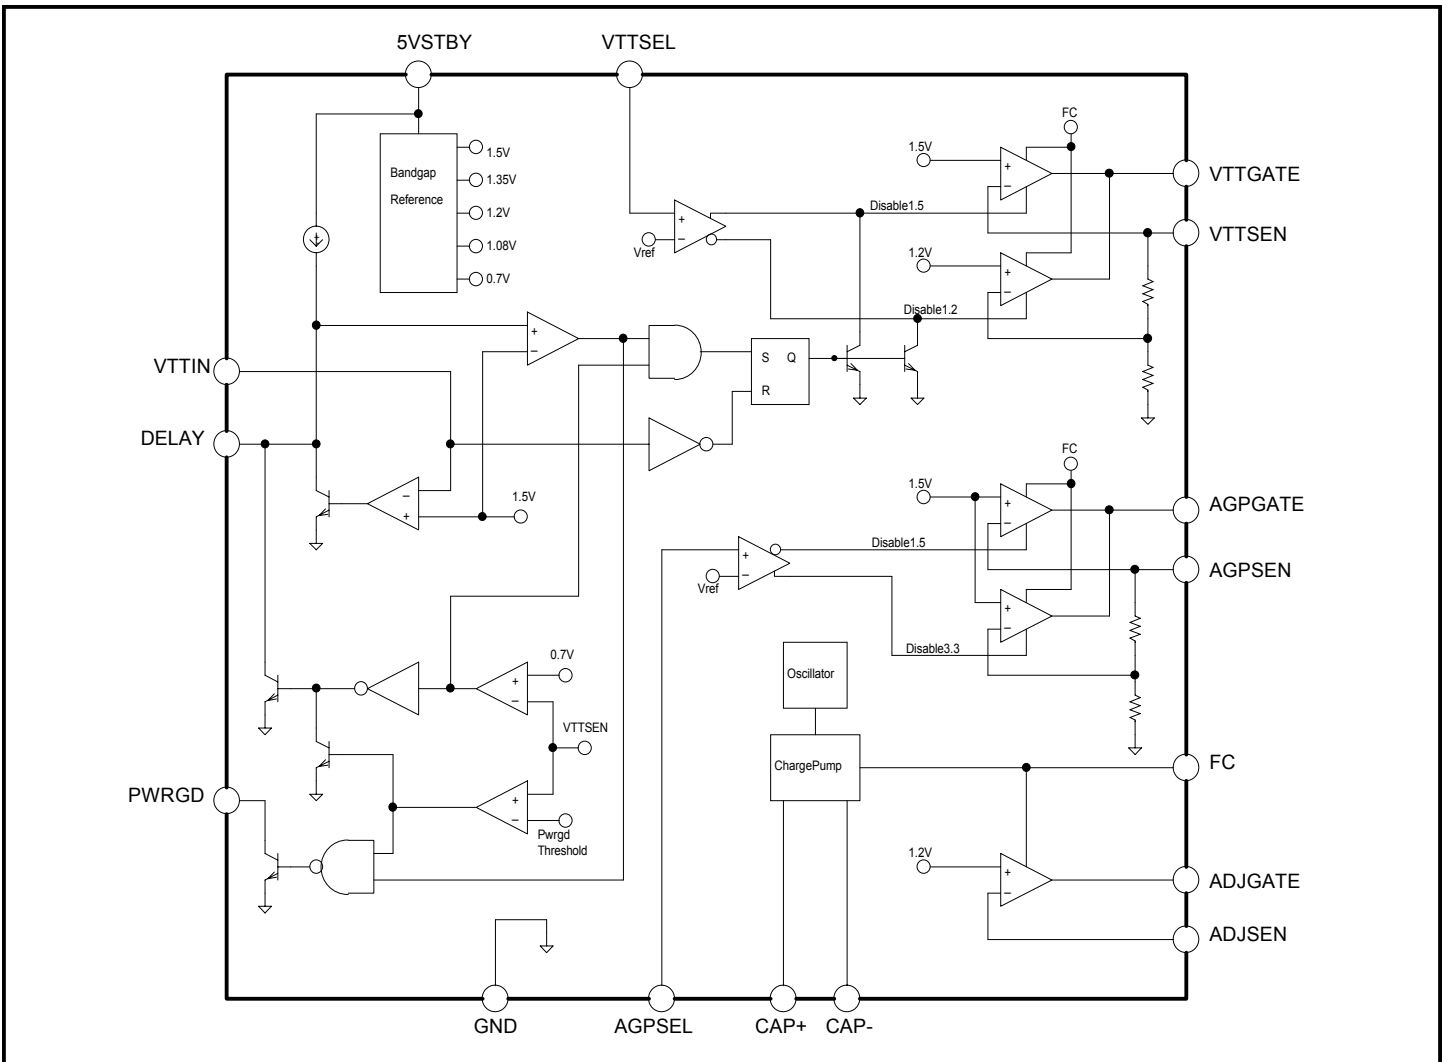 5VSTBY
VTTSEL
FC
1.5V
+
−
VTTGATE
Bandgap
Reference
1.5V
1.35V
1.2V
1.08V
0.7V
Disable1.5
+
−
Vref
VTTSEN
1.2V
+
−
Disable1.2
+
−
S Q
R
VTTIN
DELAY
−
+
1.5V
FC
1.5V
+
−
AGPGATE
Disable1.5
+
−
Vref
AGPSEN
+
−
Disable3.3
0.7V
+
−
VTTSEN
Oscillator
ChargePump
FC
PWRGD
+
−
Pwrgd
Threshold
1.2V
+
−
ADJGATE
ADJSEN
GND
AGPSEL
CAP+
CAP-